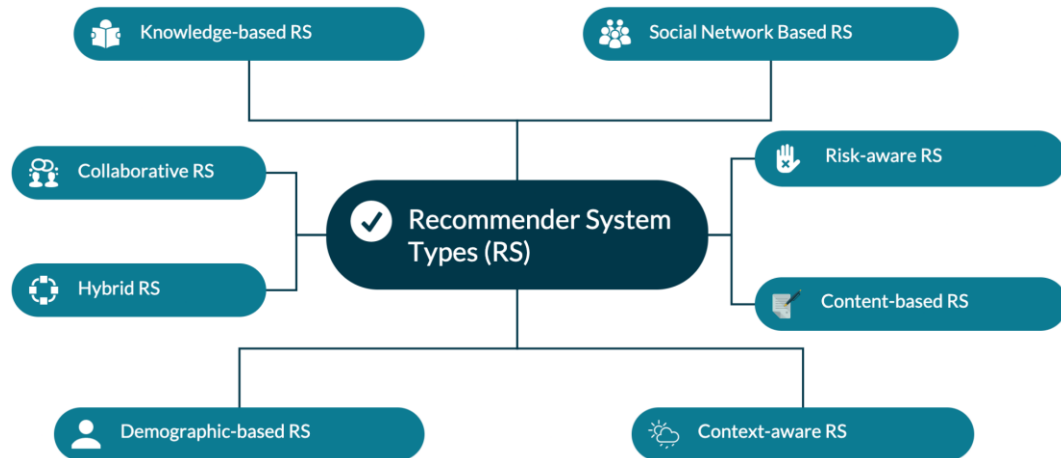 Knowledge-based RS
Social Network Based RS
Collaborative RS
Risk-aware RS
Recommender System
Types (RS)
Hybrid RS
Content-based RS
Demographic-based RS
Context-aware RS